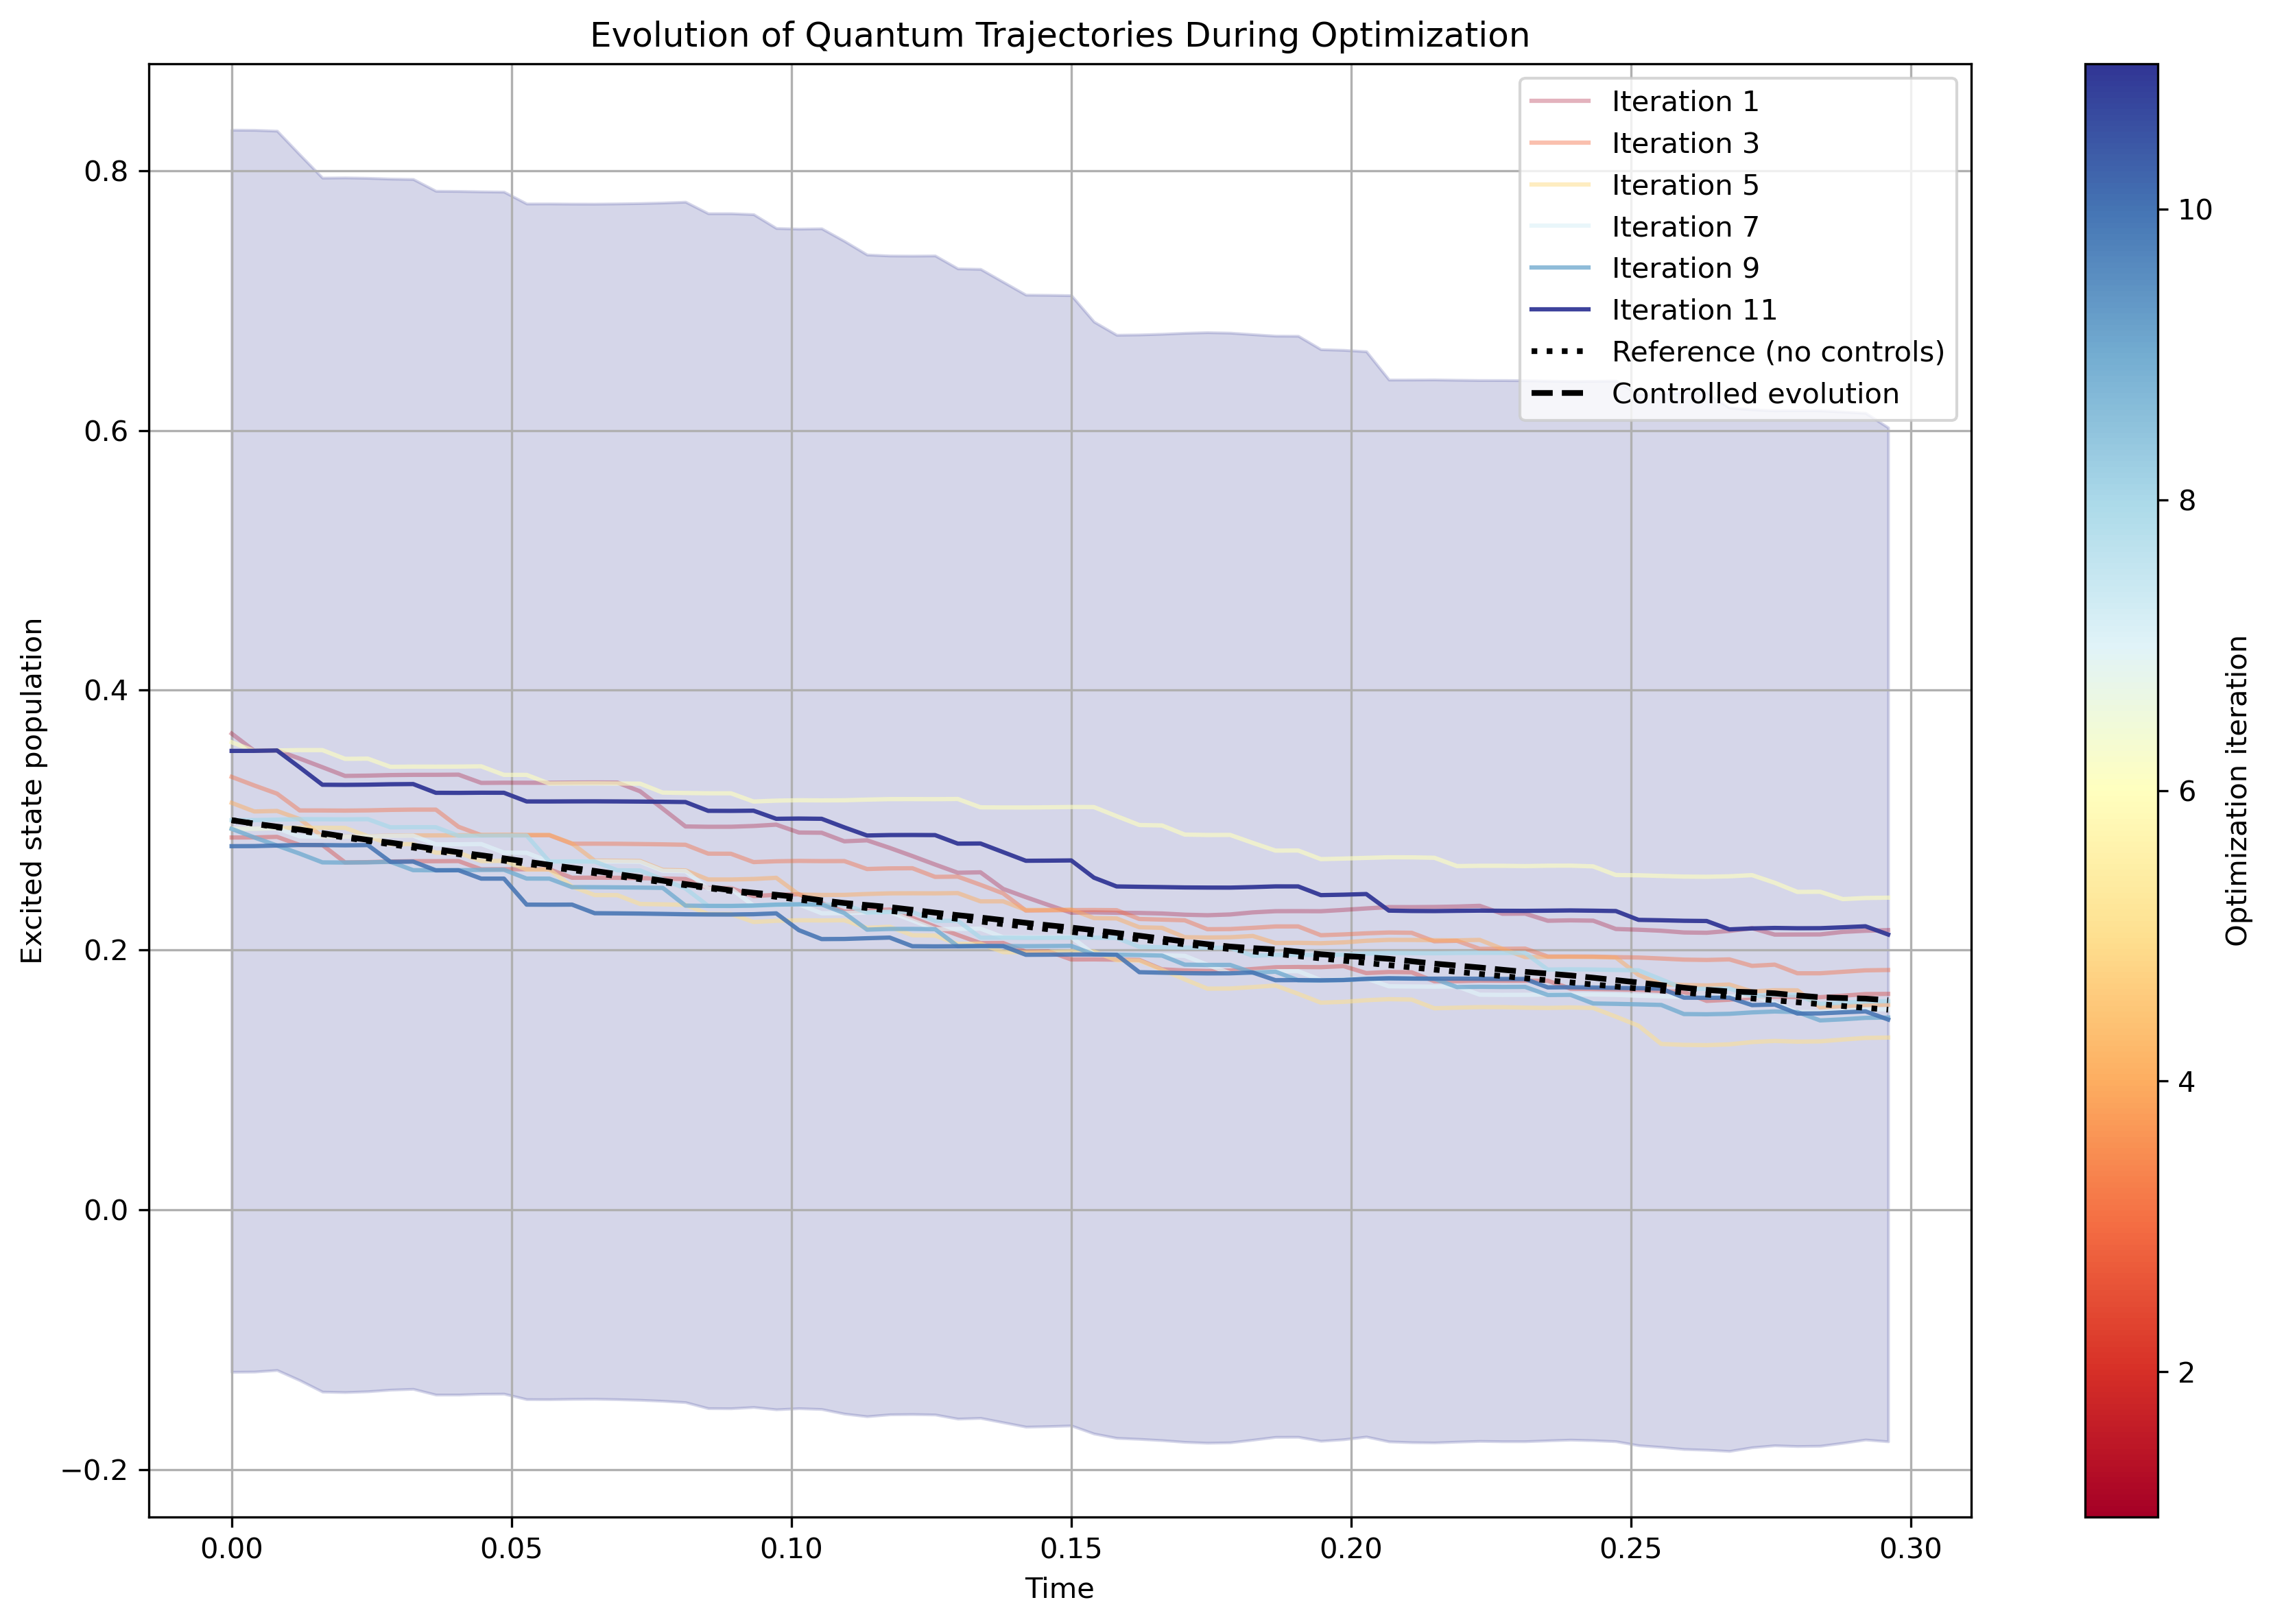 Evolution of Quantum Trajectories During Optimization
Iteration 1
Iteration 3
Iteration 5
Iteration 7
Iteration 9
Iteration 11
Reference (no controls)
Controlled evolution
Excited state population
0.8
0.6
0.4
0.2
0.0
−0.2
0.00
0.05
0.10
0.15
0.20
0.25
0.30
Time
10
8
6
4
2
Optimization iteration